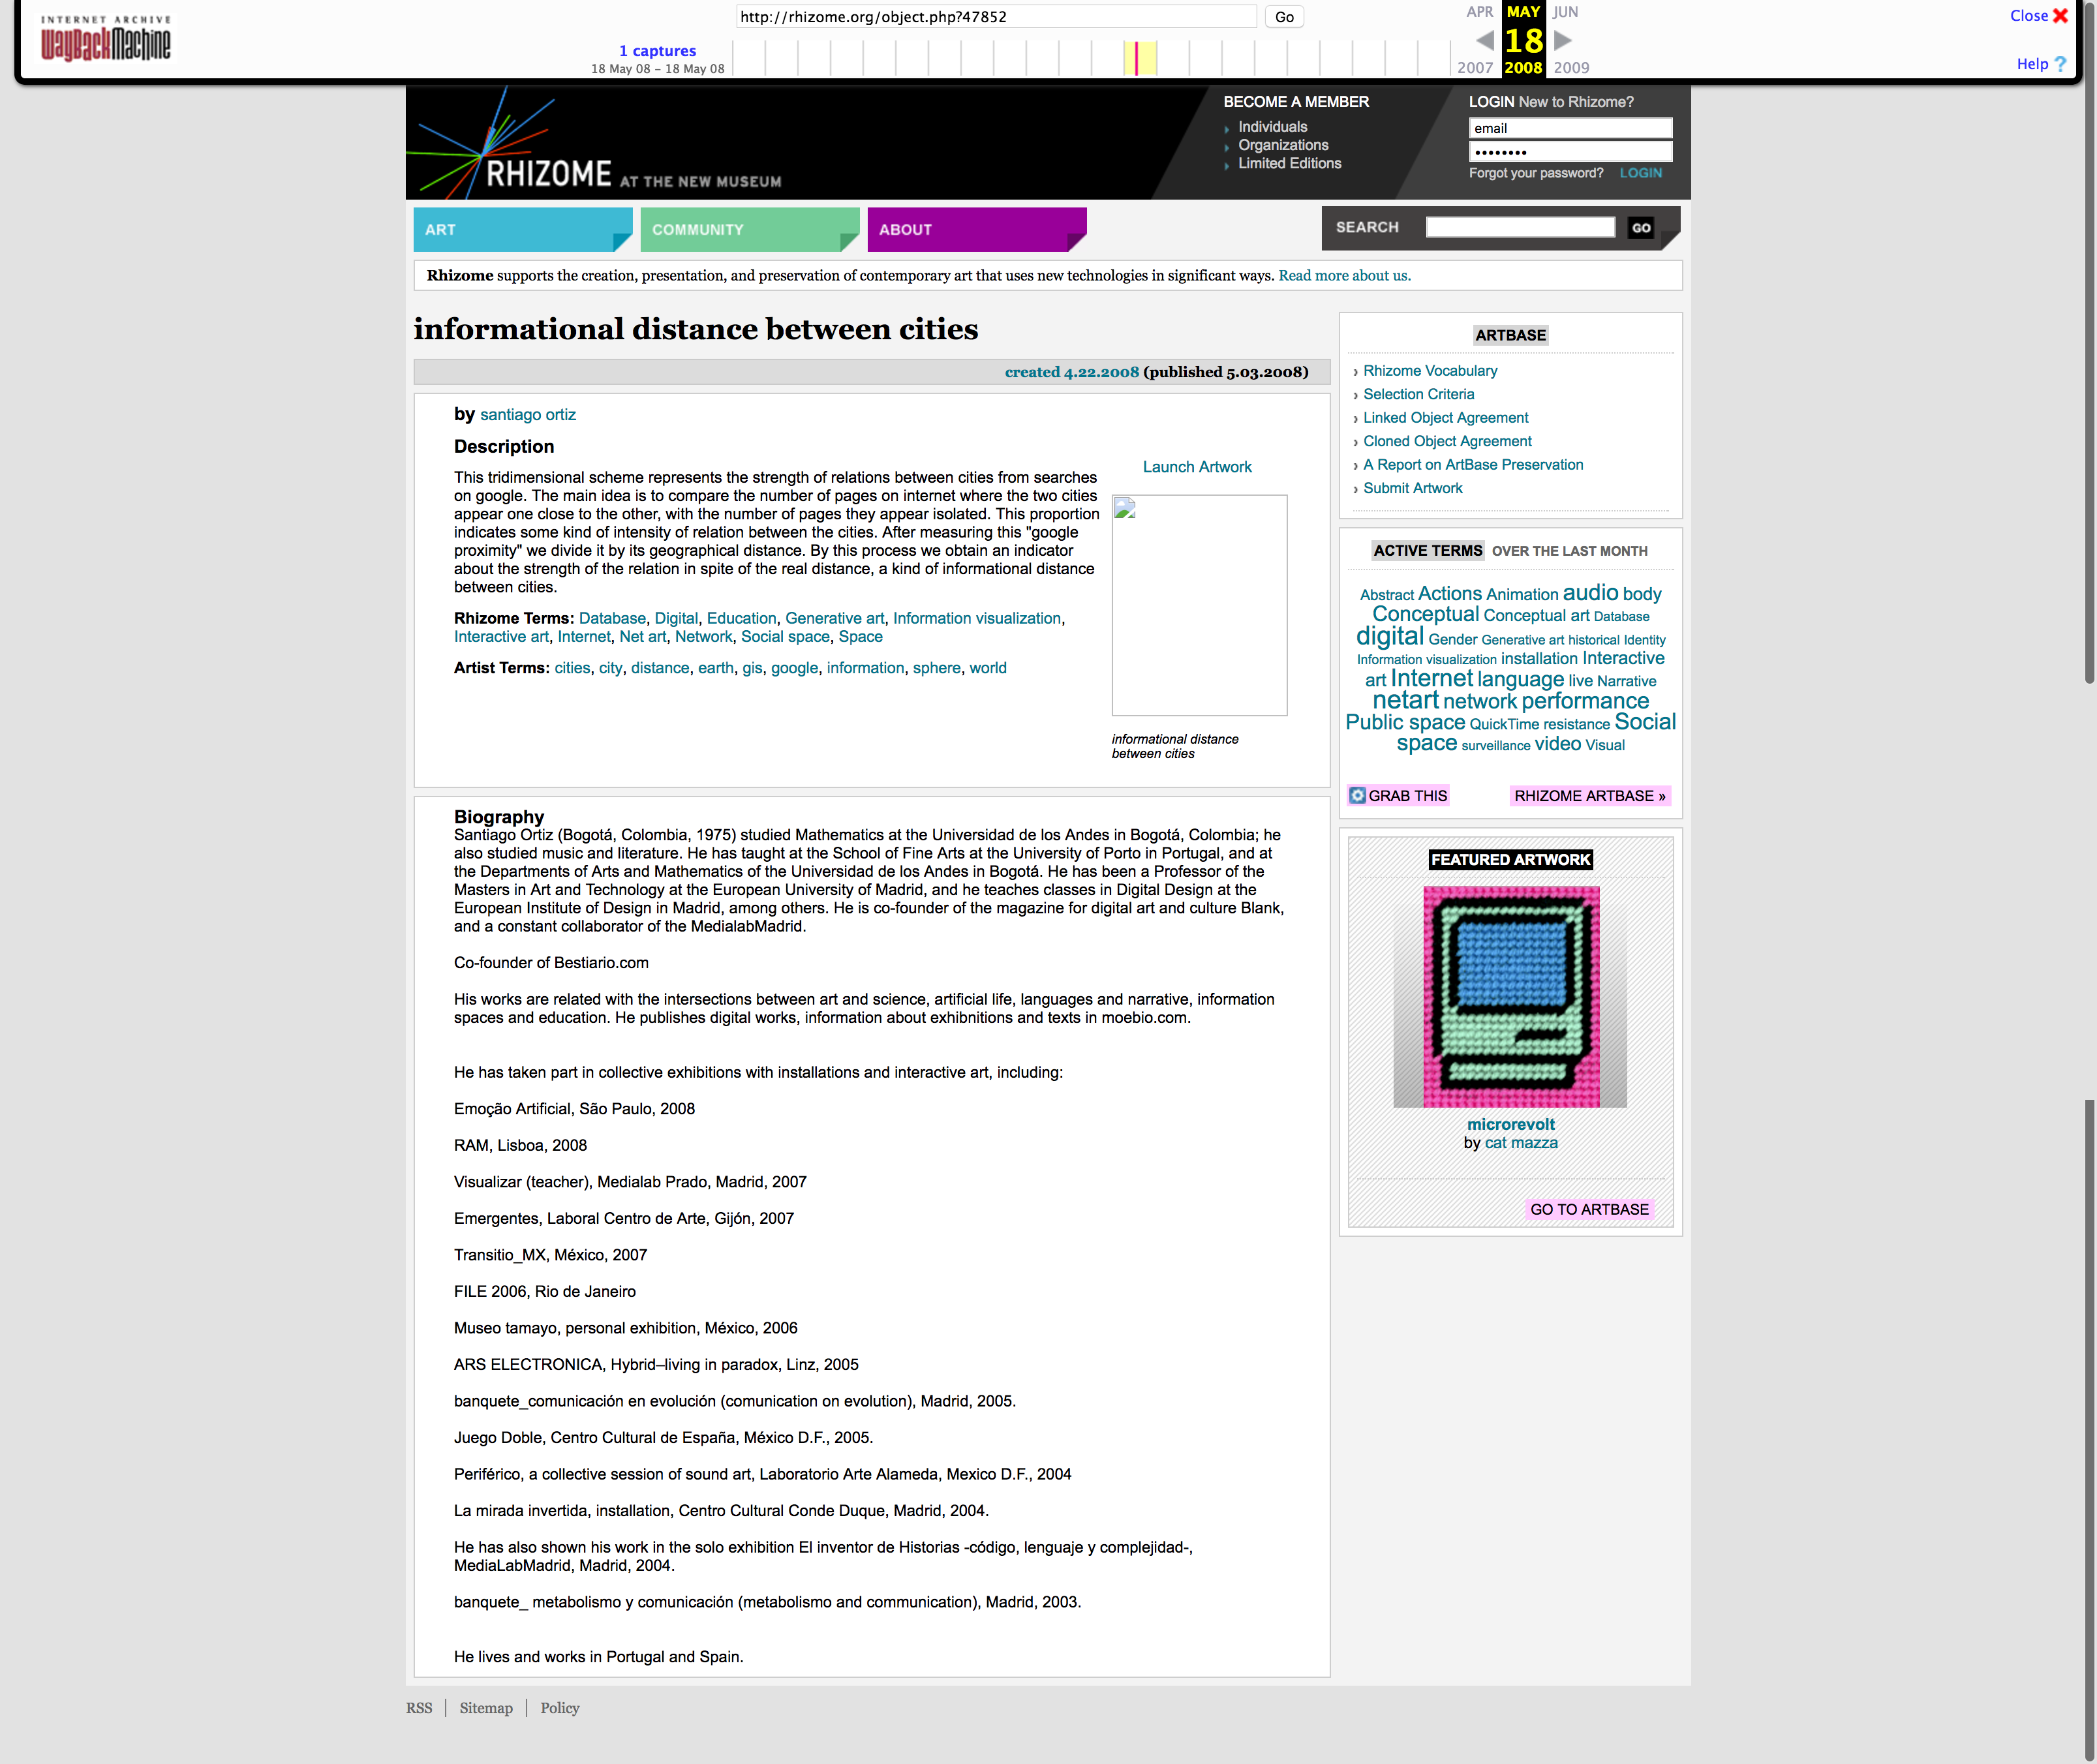 INTERNET ARCHIVE
WayBackMachine
http://rhizome.org/object.php?47852
Go
1 captures
18 May 08 – 18 May 08
APR MAY JUN
18
2007 2008 2009
Close
Help ?
RHIZOME AT THE NEW MUSEUM
BECOME A MEMBER
Individuals
Organizations
Limited Editions
LOGIN New to Rhizome?
email
••••••••
Forgot your password? LOGIN
ART
COMMUNITY
ABOUT
SEARCH
GO
Rhizome supports the creation, presentation, and preservation of contemporary art that uses new technologies in significant ways. Read more about us.
informational distance between cities
created 4.22.2008 (published 5.03.2008)
by santiago ortiz
Description
This tridimensional scheme represents the strength of relations between cities from searches
on google. The main idea is to compare the number of pages on internet where the two cities
appear one close to the other, with the number of pages they appear isolated. This proportion
indicates some kind of intensity of relation between the cities. After measuring this "google
proximity" we divide it by its geographical distance. By this process we obtain an indicator
about the strength of the relation in spite of the real distance, a kind of informational distance
between cities.
Rhizome Terms: Database, Digital, Education, Generative art, Information visualization,
Interactive art, Internet, Net art, Network, Social space, Space
Artist Terms: cities, city, distance, earth, gis, google, information, sphere, world
Launch Artwork
informational distance
between cities
Biography
Santiago Ortiz (Bogotá, Colombia, 1975) studied Mathematics at the Universidad de los Andes in Bogotá, Colombia; he
also studied music and literature. He has taught at the School of Fine Arts at the University of Porto in Portugal, and at
the Departments of Arts and Mathematics of the Universidad de los Andes in Bogotá. He has been a Professor of the
Masters in Art and Technology at the European University of Madrid, and he teaches classes in Digital Design at the
European Institute of Design in Madrid, among others. He is co-founder of the magazine for digital art and culture Blank,
and a constant collaborator of the MedialabMadrid.
Co-founder of Bestiario.com
His works are related with the intersections between art and science, artificial life, languages and narrative, information
spaces and education. He publishes digital works, information about exhibnitions and texts in moebio.com.
He has taken part in collective exhibitions with installations and interactive art, including:
Emoção Artificial, São Paulo, 2008
RAM, Lisboa, 2008
Visualizar (teacher), Medialab Prado, Madrid, 2007
Emergentes, Laboral Centro de Arte, Gijón, 2007
Transitio_MX, México, 2007
FILE 2006, Rio de Janeiro
Museo tamayo, personal exhibition, México, 2006
ARS ELECTRONICA, Hybrid–living in paradox, Linz, 2005
banquete_comunicación en evolución (comunication on evolution), Madrid, 2005.
Juego Doble, Centro Cultural de España, México D.F., 2005.
Periférico, a collective session of sound art, Laboratorio Arte Alameda, Mexico D.F., 2004
La mirada invertida, installation, Centro Cultural Conde Duque, Madrid, 2004.
He has also shown his work in the solo exhibition El inventor de Historias -código, lenguaje y complejidad-,
MediaLabMadrid, Madrid, 2004.
banquete_ metabolismo y comunicación (metabolismo and communication), Madrid, 2003.
He lives and works in Portugal and Spain.
ARTBASE
› Rhizome Vocabulary
› Selection Criteria
› Linked Object Agreement
› Cloned Object Agreement
› A Report on ArtBase Preservation
› Submit Artwork
ACTIVE TERMS OVER THE LAST MONTH
Abstract Actions Animation audio body
Conceptual Conceptual art Database
digital Gender Generative art historical Identity
Information visualization installation Interactive
art Internet language live Narrative
netart network performance
Public space QuickTime resistance Social
space surveillance video Visual
GRAB THIS
RHIZOME ARTBASE »
FEATURED ARTWORK
microrevolt
by cat mazza
GO TO ARTBASE
RSS | Sitemap | Policy